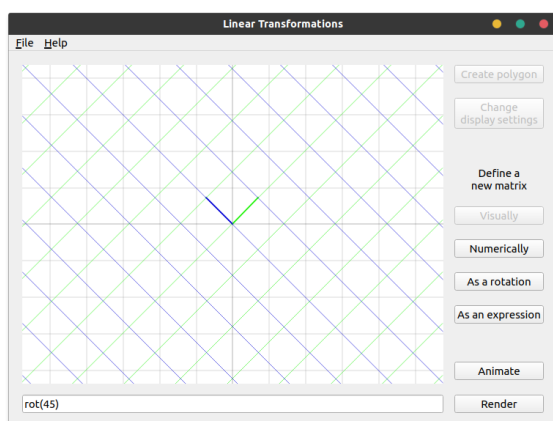 Linear Transformations
File Help
Create polygon
Change
display settings
Define a
new matrix
Visually
Numerically
As a rotation
As an expression
Animate
rot(45)
Render